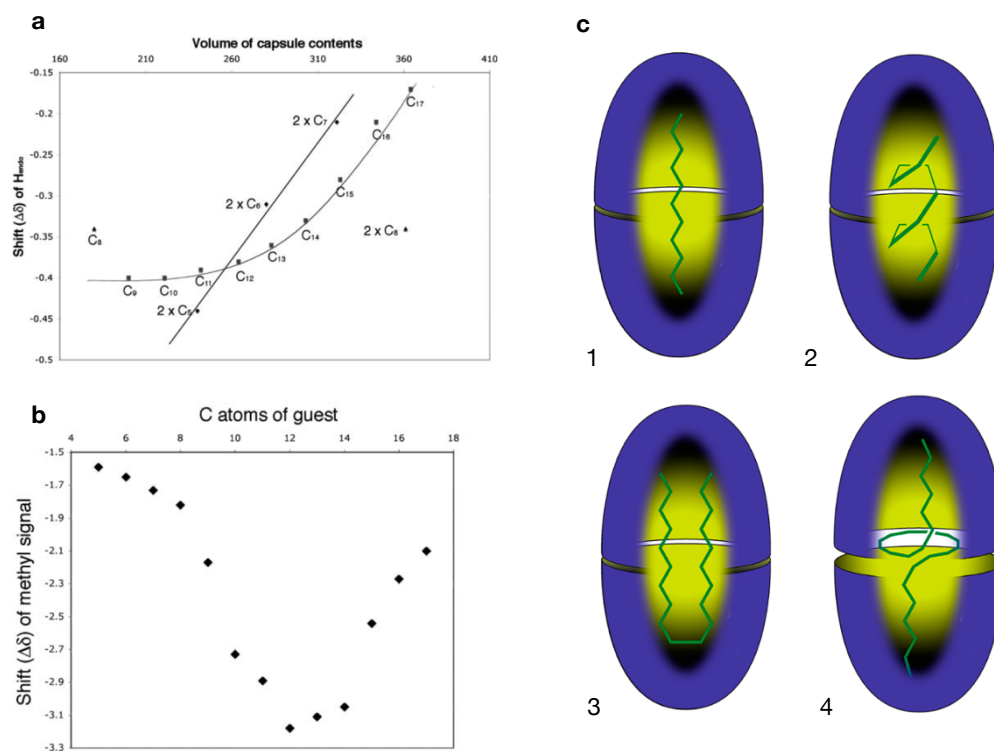 a
Volume of capsule contents
160 210 260 310 360 410
Shift (Δδ) of Hendo
-0.15
-0.2
-0.25
-0.3
-0.35
-0.4
-0.45
-0.5
C17
2 x C7
C16
C15
2 x C6
C8
C14
2 x C8
C13
C12
C11
C9
C10
2 x C5
b
C atoms of guest
4 6 8 10 12 14 16 18
Shift (Δδ) of methyl signal
-1.5
-1.7
-1.9
-2.1
-2.3
-2.5
-2.7
-2.9
-3.1
-3.3
c
1
2
3
4